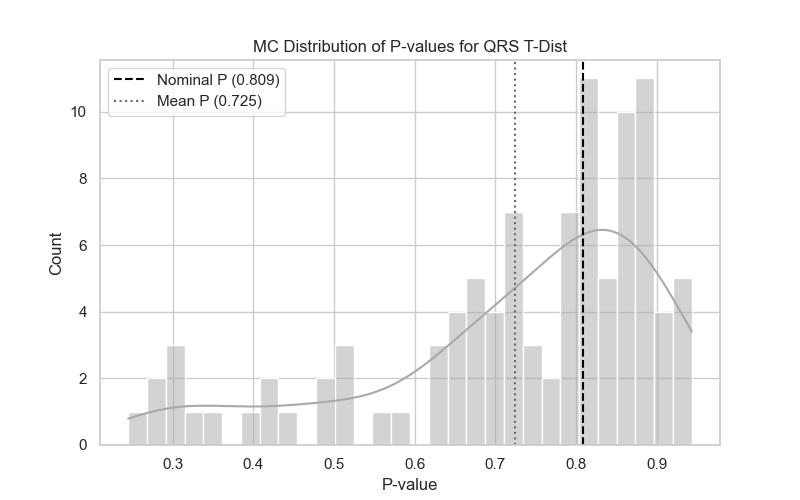 MC Distribution of P-values for QRS T-Dist
Nominal P (0.809)
Mean P (0.725)
10
8
6
4
2
0
Count
0.3 0.4 0.5 0.6 0.7 0.8 0.9
P-value